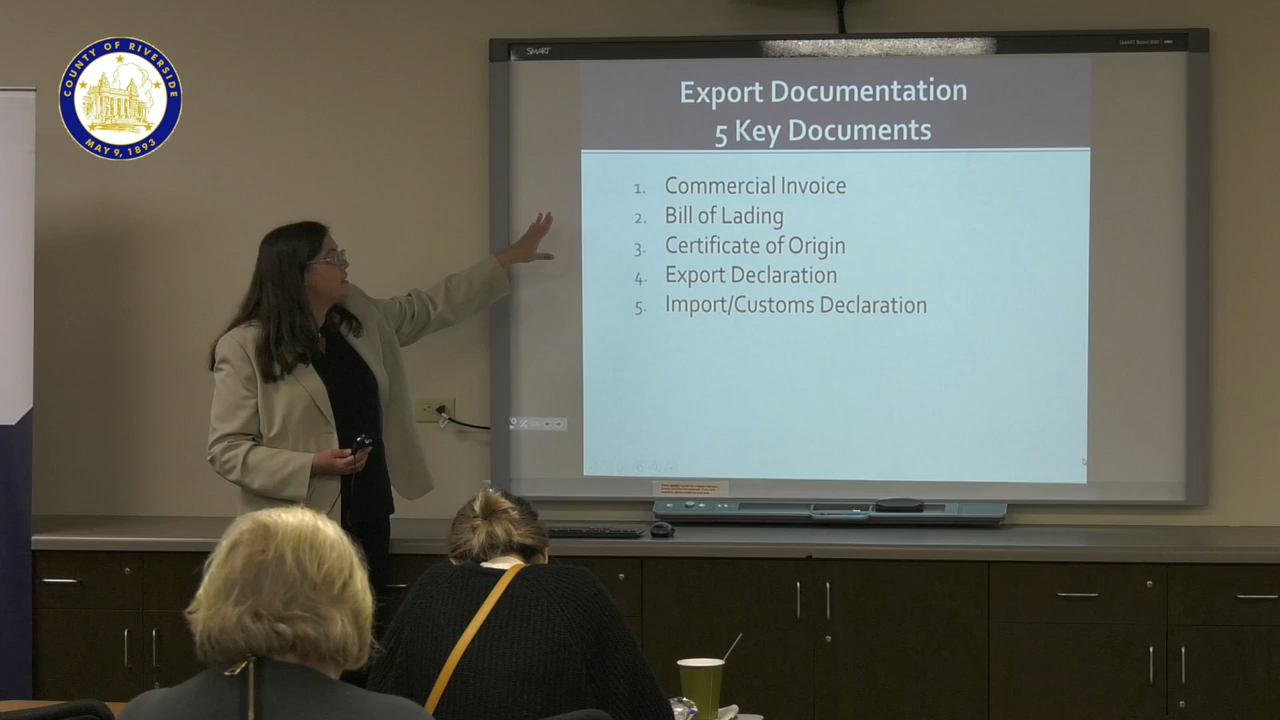 COUNTY OF RIVERSIDE
MAY 9, 1893
SMART
Export Documentation
5 Key Documents
1. Commercial Invoice
2. Bill of Lading
3. Certificate of Origin
4. Export Declaration
5. Import/Customs Declaration